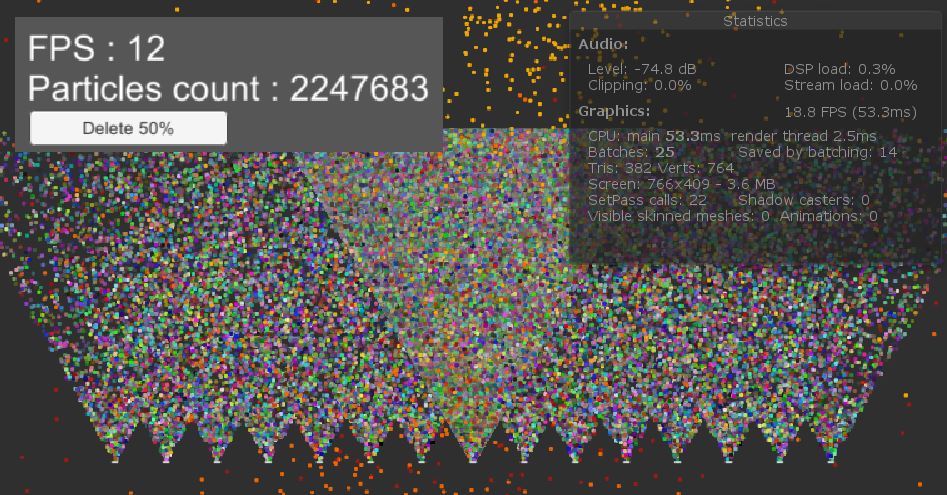 FPS : 12
Particles count : 2247683
Delete 50%
Statistics
Audio:
Level: -74.8 dB DSP load: 0.3%
Clipping: 0.0% Stream load: 0.0%
Graphics: 18.8 FPS (53.3ms)
CPU: main 53.3ms render thread 2.5ms
Batches: 25 Saved by batching: 14
Tris: 382 Verts: 764
Screen: 766x409 - 3.6 MB
SetPass calls: 22 Shadow casters: 0
Visible skinned meshes: 0 Animations: 0